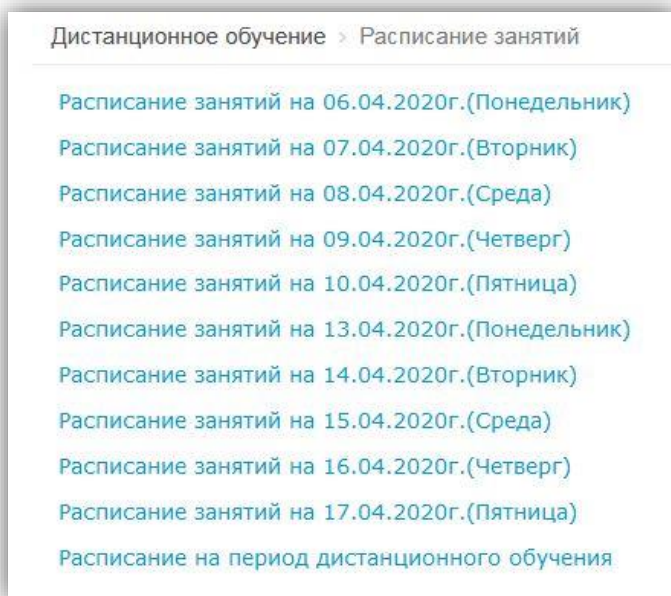 Дистанционное обучение > Расписание занятий
Расписание занятий на 06.04.2020г.(Понедельник)
Расписание занятий на 07.04.2020г.(Вторник)
Расписание занятий на 08.04.2020г.(Среда)
Расписание занятий на 09.04.2020г.(Четверг)
Расписание занятий на 10.04.2020г.(Пятница)
Расписание занятий на 13.04.2020г.(Понедельник)
Расписание занятий на 14.04.2020г.(Вторник)
Расписание занятий на 15.04.2020г.(Среда)
Расписание занятий на 16.04.2020г.(Четверг)
Расписание занятий на 17.04.2020г.(Пятница)
Расписание на период дистанционного обучения